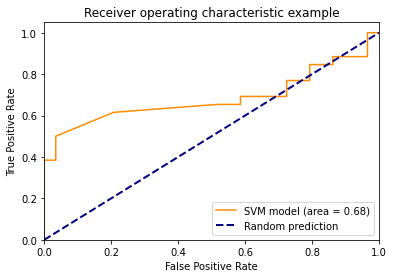 Receiver operating characteristic example
True Positive Rate
1.0
0.8
0.6
0.4
0.2
0.0
SVM model (area = 0.68)
Random prediction
0.0 0.2 0.4 0.6 0.8 1.0
False Positive Rate